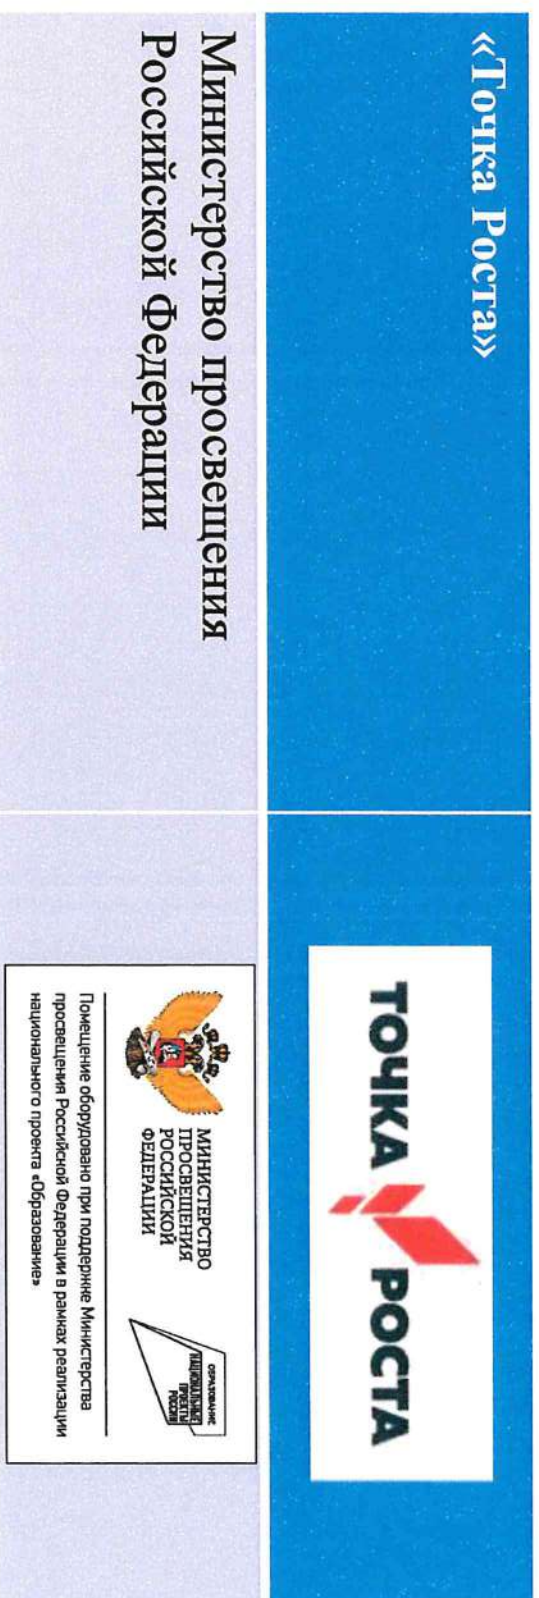 «Точка Роста»
ТОЧКА РОСТА
Министерство просвещения
Российской Федерации
МИНИСТЕРСТВО
ПРОСВЕЩЕНИЯ
РОССИЙСКОЙ
ФЕДЕРАЦИИ
ОБРАЗОВАНИЕ
НАЦИОНАЛЬНЫЕ
ПРОЕКТЫ
РОССИИ
Помещение оборудовано при поддержке Министерства
просвещения Российской Федерации в рамках реализации
национального проекта «Образование»